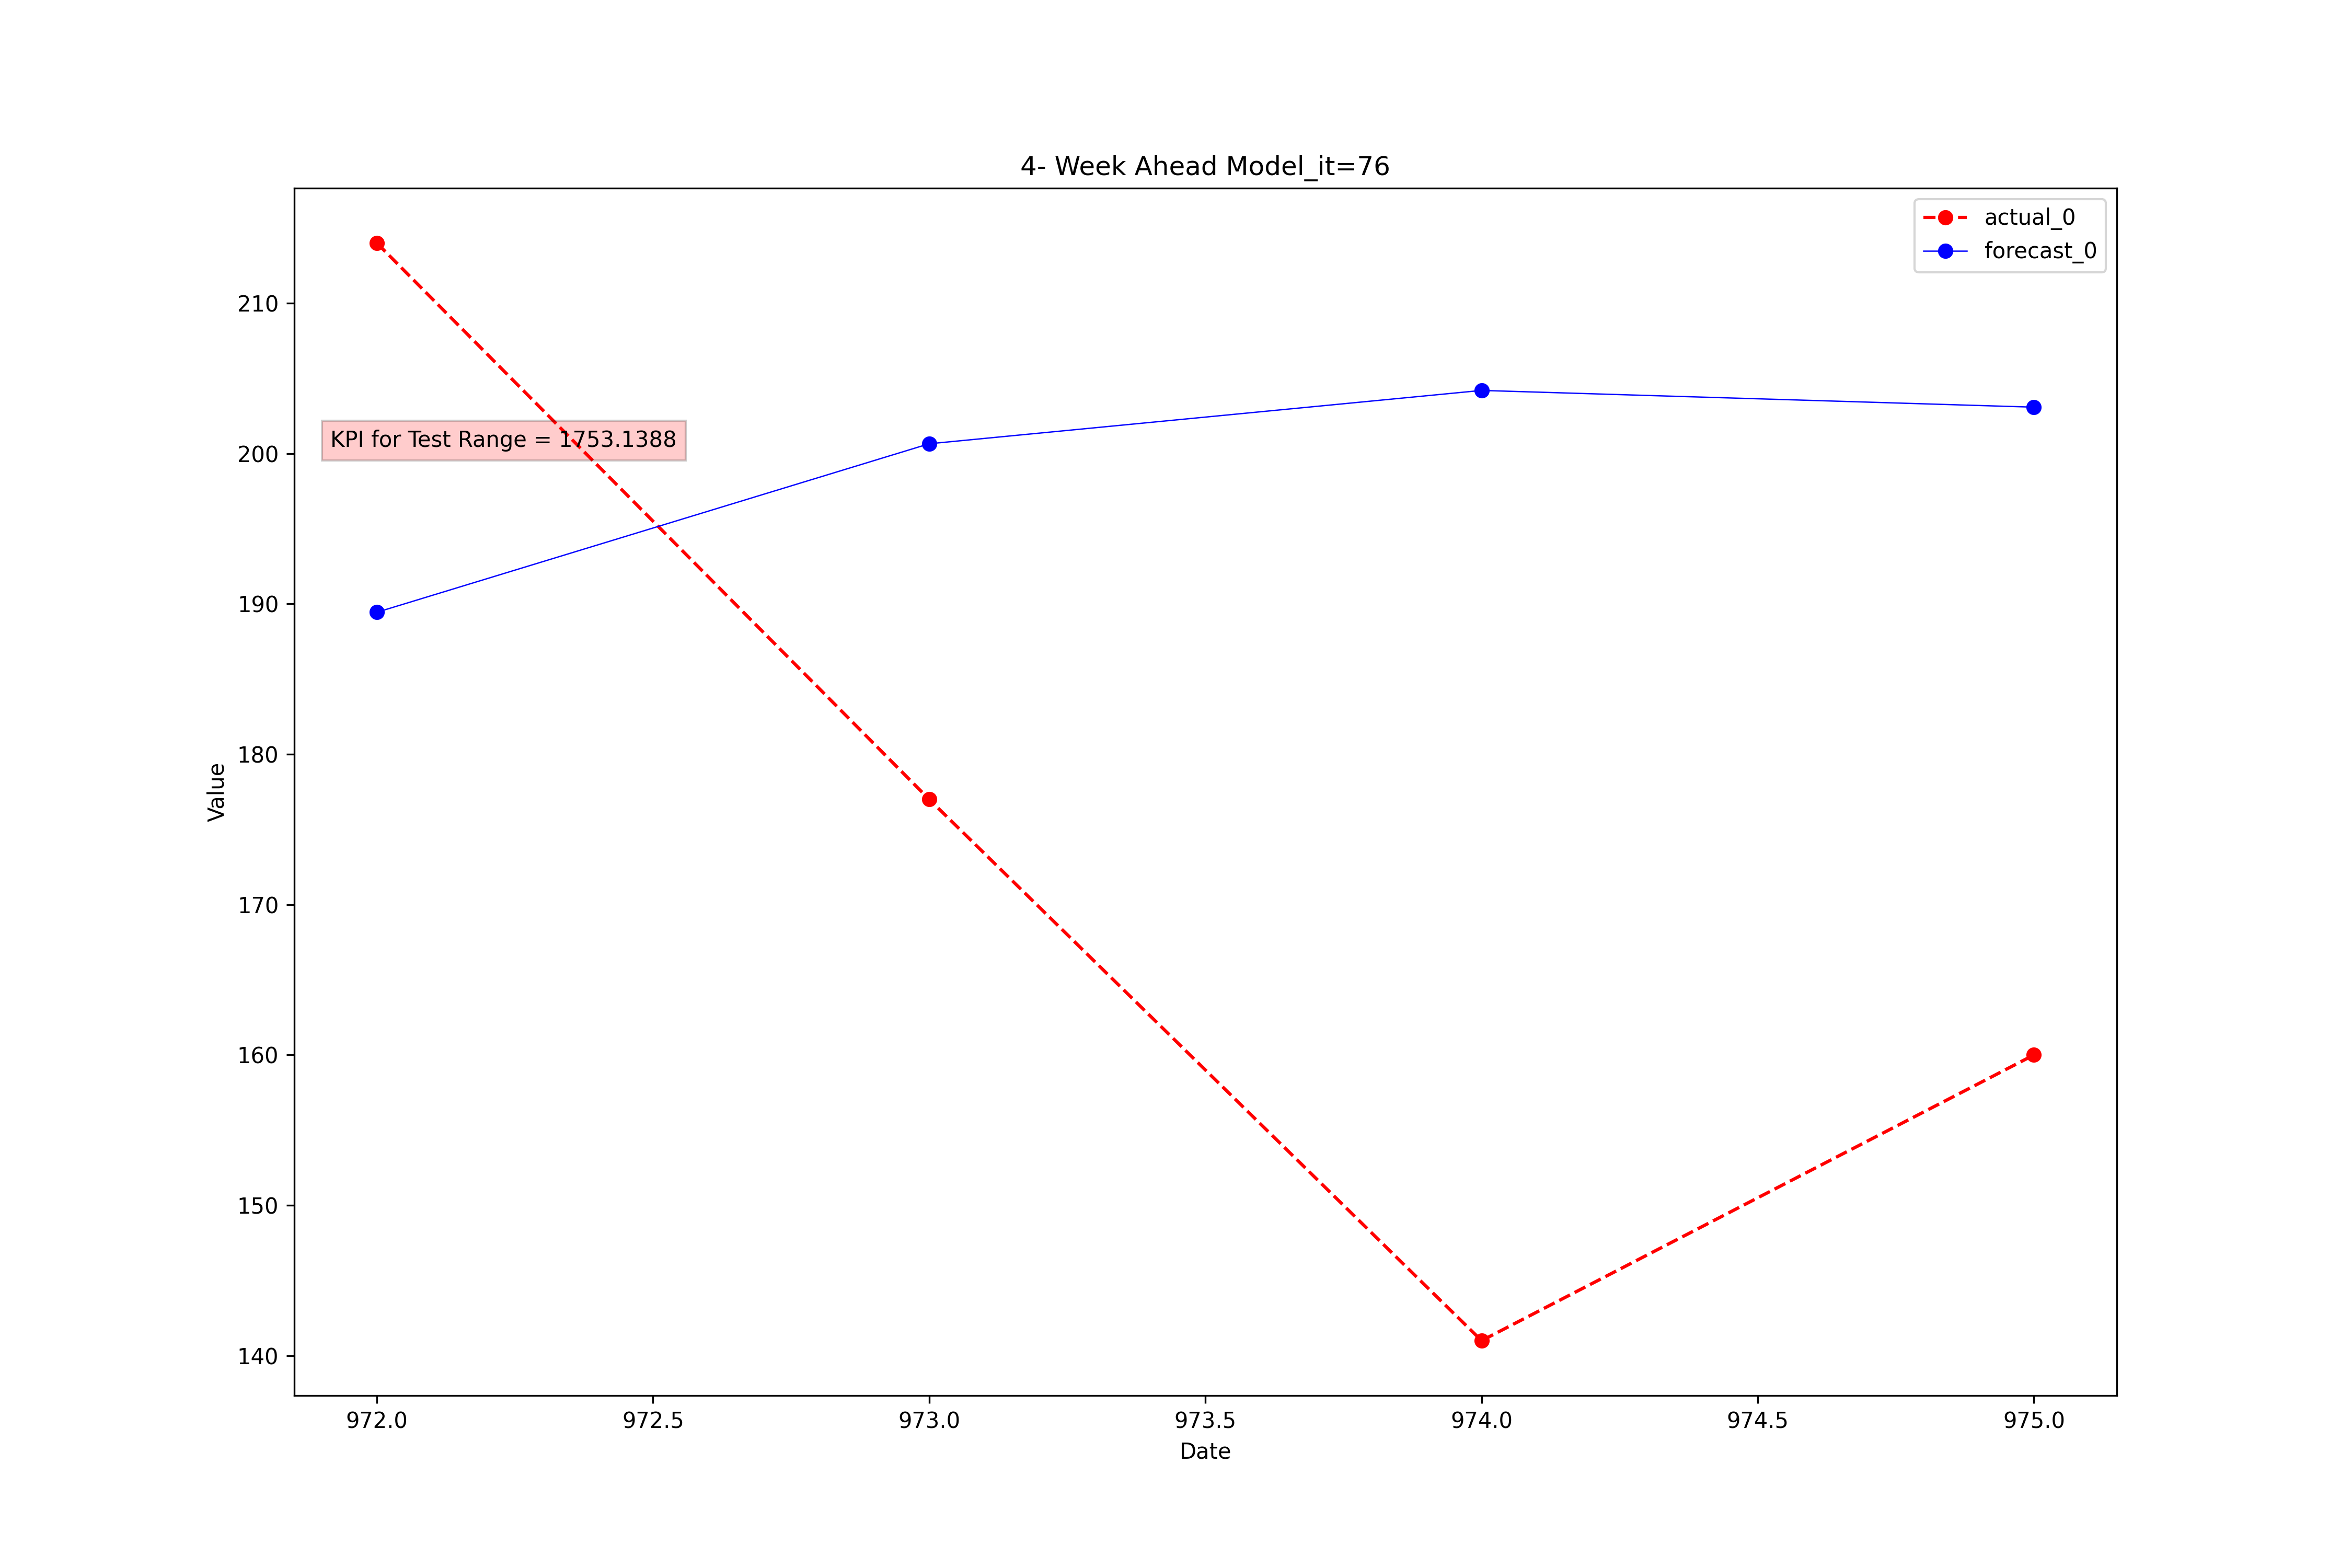 4- Week Ahead Model_it=76
actual_0
forecast_0
KPI for Test Range = 1753.1388
Value
210
200
190
180
170
160
150
140
972.0 972.5 973.0 973.5 974.0 974.5 975.0
Date